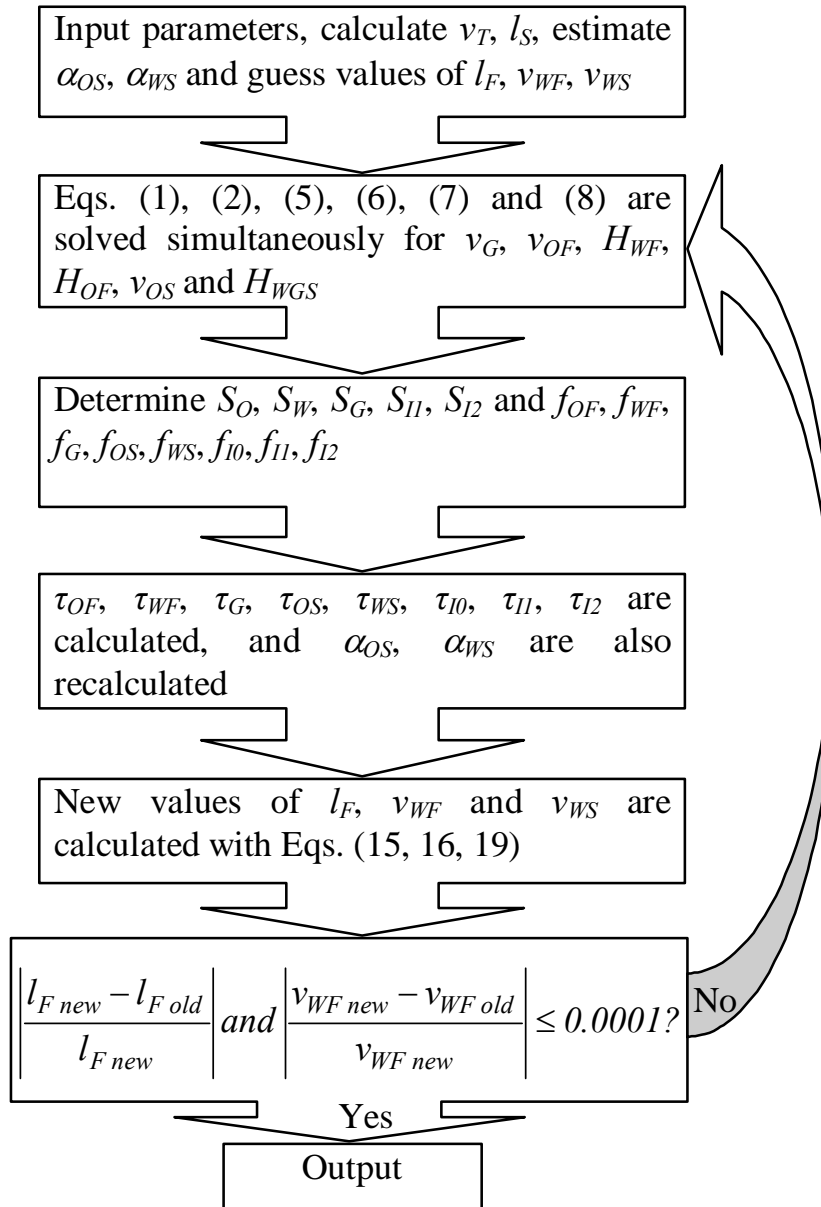 Input parameters, calculate v_T, l_S, estimate
α_OS, α_WS and guess values of l_F, v_WF, v_WS
Eqs. (1), (2), (5), (6), (7) and (8) are
solved simultaneously for v_G, v_OF, H_WF,
H_OF, v_OS and H_WGS
Determine S_O, S_W, S_G, S_I1, S_I2 and f_OF, f_WF,
f_G, f_OS, f_WS, f_I0, f_I1, f_I2
τ_OF, τ_WF, τ_G, τ_OS, τ_WS, τ_I0, τ_I1, τ_I2 are
calculated, and α_OS, α_WS are also
recalculated
New values of l_F, v_WF and v_WS are
calculated with Eqs. (15, 16, 19)
|(l_F new − l_F old) / l_F new| and |(v_WF new − v_WF old) / v_WF new| ≤ 0.0001?
No
Yes
Output